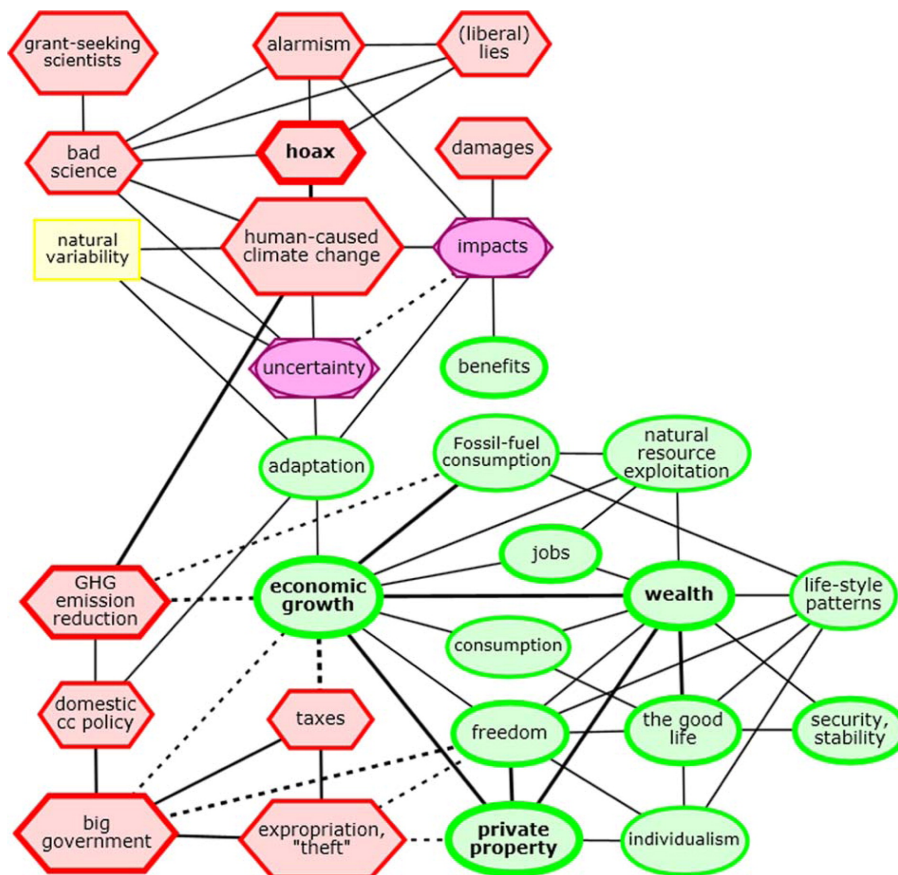 grant-seeking
scientists
alarmism
(liberal)
lies
bad
science
hoax
damages
natural
variability
human-caused
climate change
impacts
uncertainty
benefits
adaptation
Fossil-fuel
consumption
natural
resource
exploitation
jobs
GHG
emission
reduction
economic
growth
wealth
life-style
patterns
consumption
domestic
cc policy
taxes
freedom
the good
life
security,
stability
big
government
expropriation,
"theft"
private
property
individualism